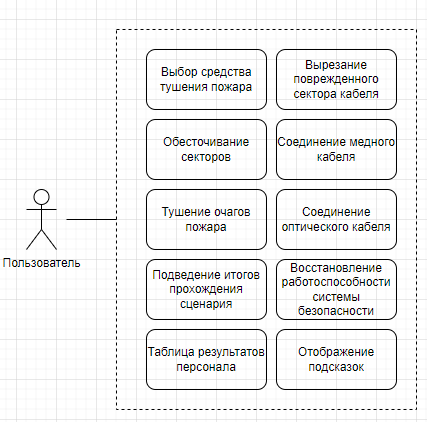 Выбор средства
тушения пожара
Вырезание
поврежденного
сектора кабеля
Обесточивание
секторов
Соединение медного
кабеля
Тушение очагов
пожара
Соединение
оптического кабеля
Пользователь
Подведение итогов
прохождения
сценария
Восстановление
работоспособности
системы
безопасности
Таблица результатов
персонала
Отображение
подсказок